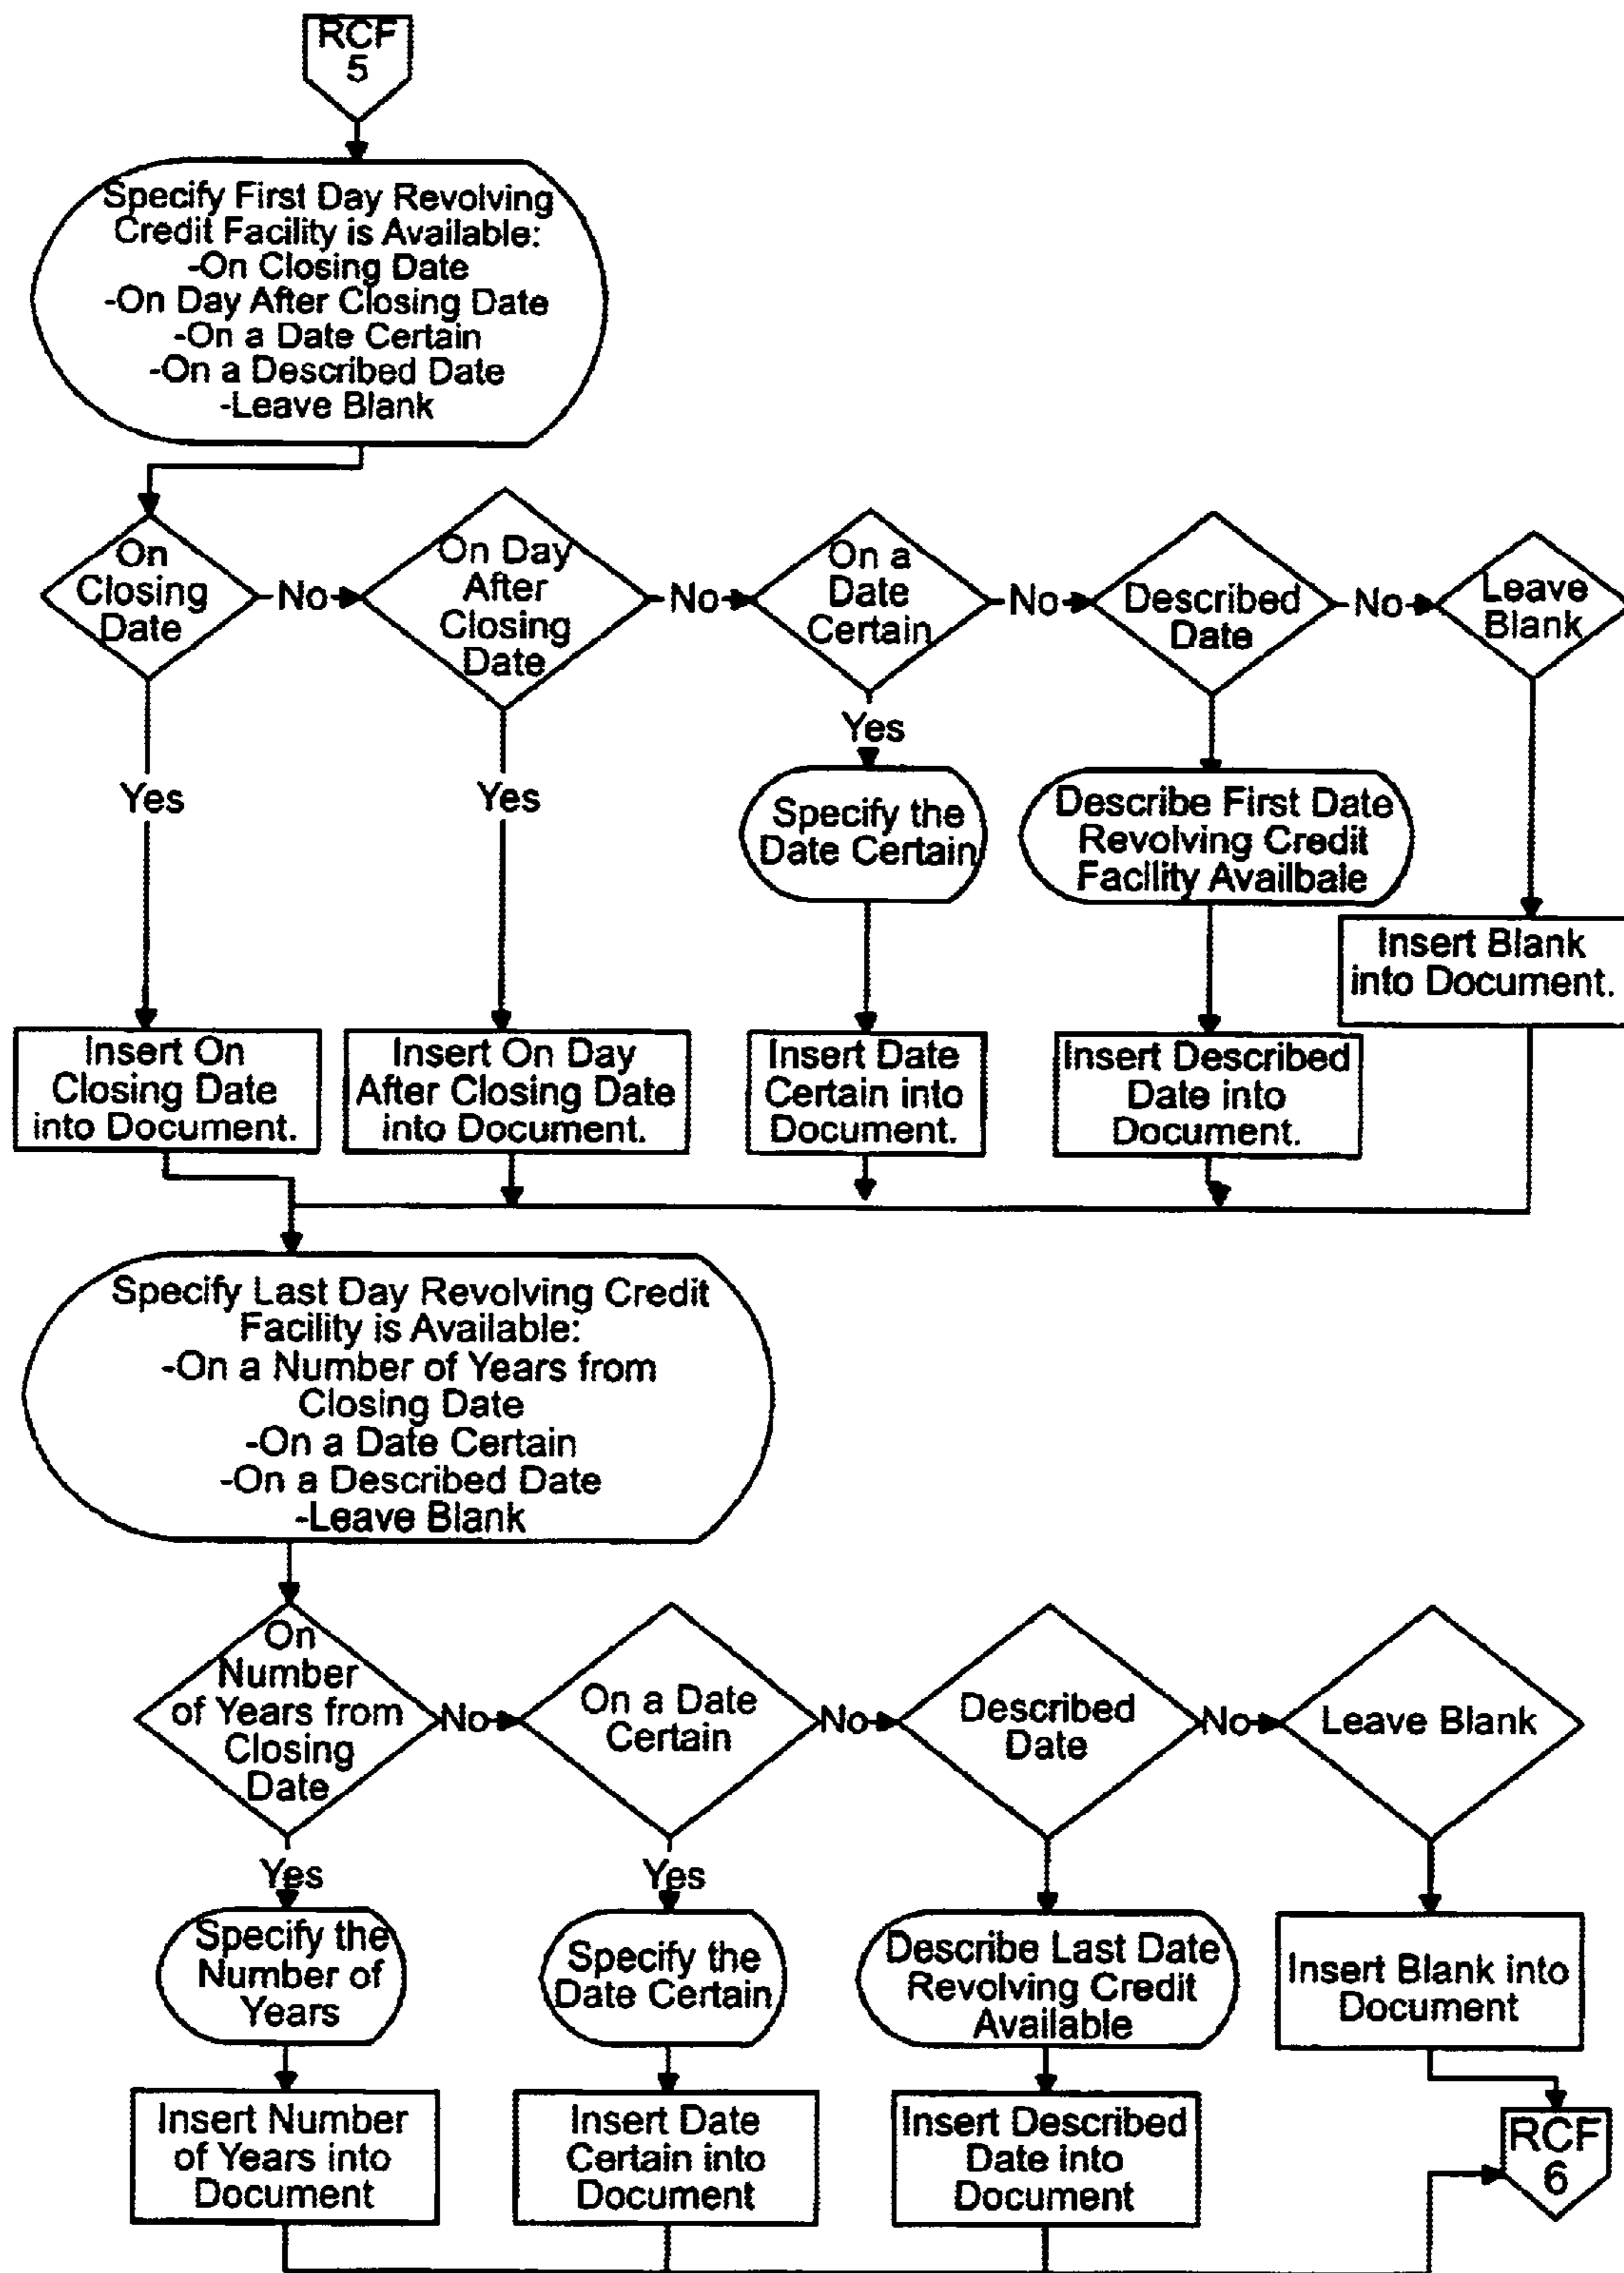 RCF
5
Specify First Day Revolving
Credit Facility is Available:
-On Closing Date
-On Day After Closing Date
-On a Date Certain
-On a Described Date
-Leave Blank
On
Closing
Date
No
On Day
After
Closing
Date
No
On a
Date
Certain
No
Described
Date
No
Leave
Blank
Yes
Yes
Yes
Specify the
Date Certain
Describe First Date
Revolving Credit
Facility Availbale
Insert Blank
into Document.
Insert On
Closing Date
into Document.
Insert On Day
After Closing Date
into Document.
Insert Date
Certain into
Document.
Insert Described
Date into
Document.
Specify Last Day Revolving Credit
Facility is Available:
-On a Number of Years from
Closing Date
-On a Date Certain
-On a Described Date
-Leave Blank
On
Number
of Years from
Closing
Date
No
On a Date
Certain
No
Described
Date
No
Leave Blank
Yes
Yes
Specify the
Number of
Years
Specify the
Date Certain
Describe Last Date
Revolving Credit
Available
Insert Blank into
Document
Insert Number
of Years into
Document
Insert Date
Certain into
Document
Insert Described
Date into
Document
RCF
6